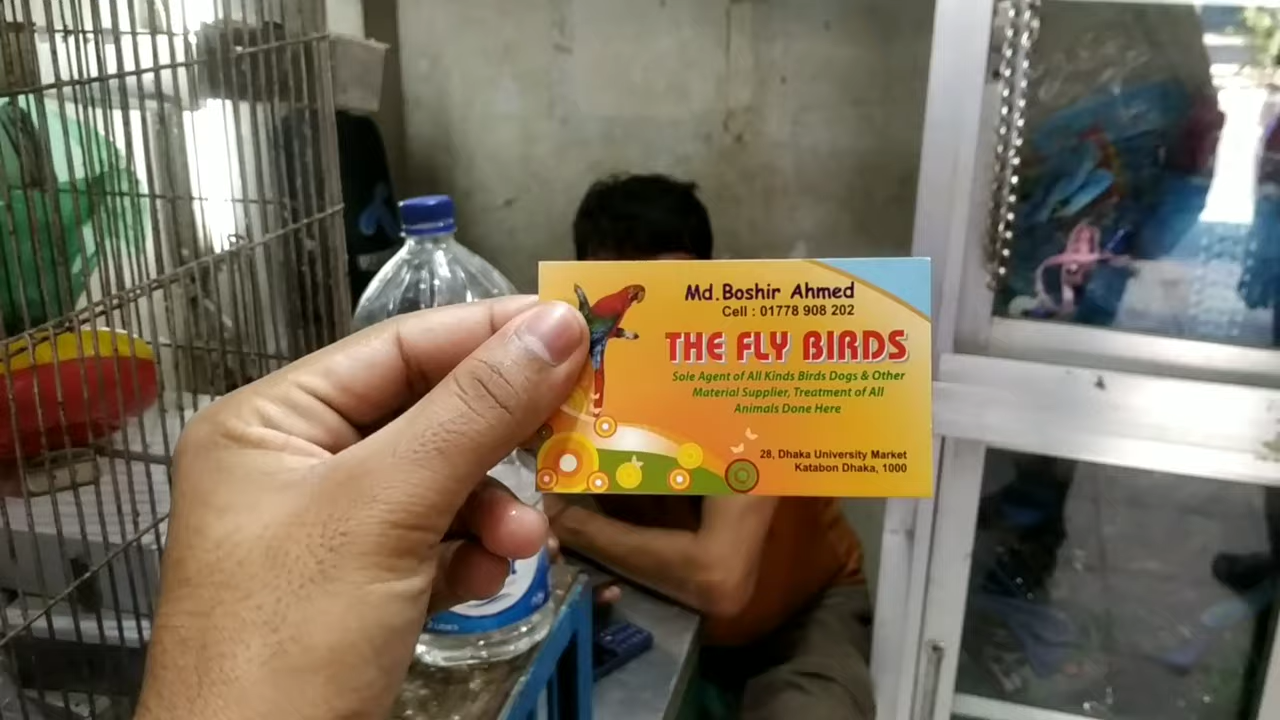 Md.Boshir Ahmed
Cell : 01778 908 202
THE FLY BIRDS
Sole Agent of All Kinds Birds Dogs & Other
Material Supplier, Treatment of All
Animals Done Here
28, Dhaka University Market
Katabon Dhaka, 1000